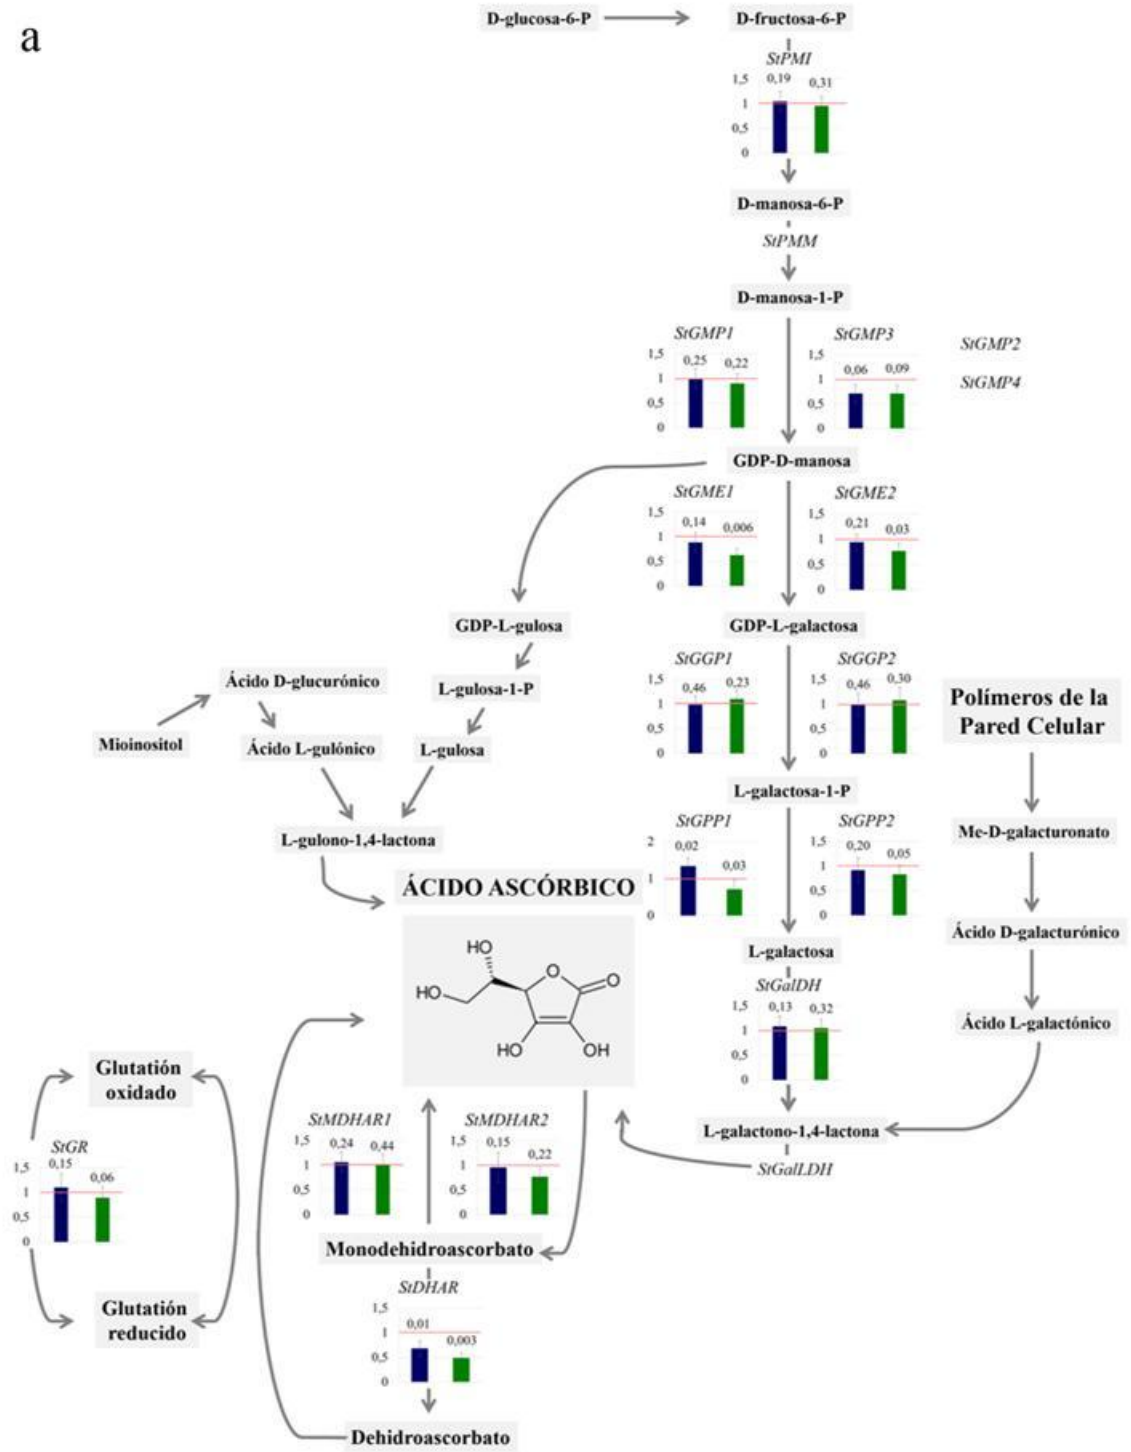 a
D-glucosa-6-P
D-fructosa-6-P
StPMI
0,19 0,31
1,5
1
0,5
0
D-manosa-6-P
StPMM
D-manosa-1-P
StGMP1
0,25 0,22
1,5
1
0,5
0
StGMP3
0,06 0,09
1,5
1
0,5
0
StGMP2
StGMP4
GDP-D-manosa
StGME1
0,14 0,006
1,5
1
0,5
0
StGME2
0,21 0,03
1,5
1
0,5
0
GDP-L-gulosa
GDP-L-galactosa
StGGP1
0,46 0,23
1,5
1
0,5
0
StGGP2
0,46 0,30
1,5
1
0,5
0
Ácido D-glucurónico
L-gulosa-1-P
Polímeros de la
Pared Celular
Mioinositol
Ácido L-gulónico
L-gulosa
L-galactosa-1-P
L-gulono-1,4-lactona
StGPP1
0,02 0,03
2
1
0
StGPP2
0,20 0,05
1,5
1
0,5
0
Me-D-galacturonato
ÁCIDO ASCÓRBICO
HO
HO
O
O
HO
OH
L-galactosa
Ácido D-galacturónico
StGalDH
0,13 0,32
1,5
1
0,5
0
Ácido L-galactónico
Glutatión
oxidado
StMDHAR1
0,24 0,44
1,5
1
0,5
0
StMDHAR2
0,15 0,22
1,5
1
0,5
0
L-galactono-1,4-lactona
StGalLDH
StGR
0,15 0,06
1,5
1
0,5
0
Monodehidroascorbato
StDHAR
0,01 0,003
1,5
1
0,5
0
Glutatión
reducido
Dehidroascorbato